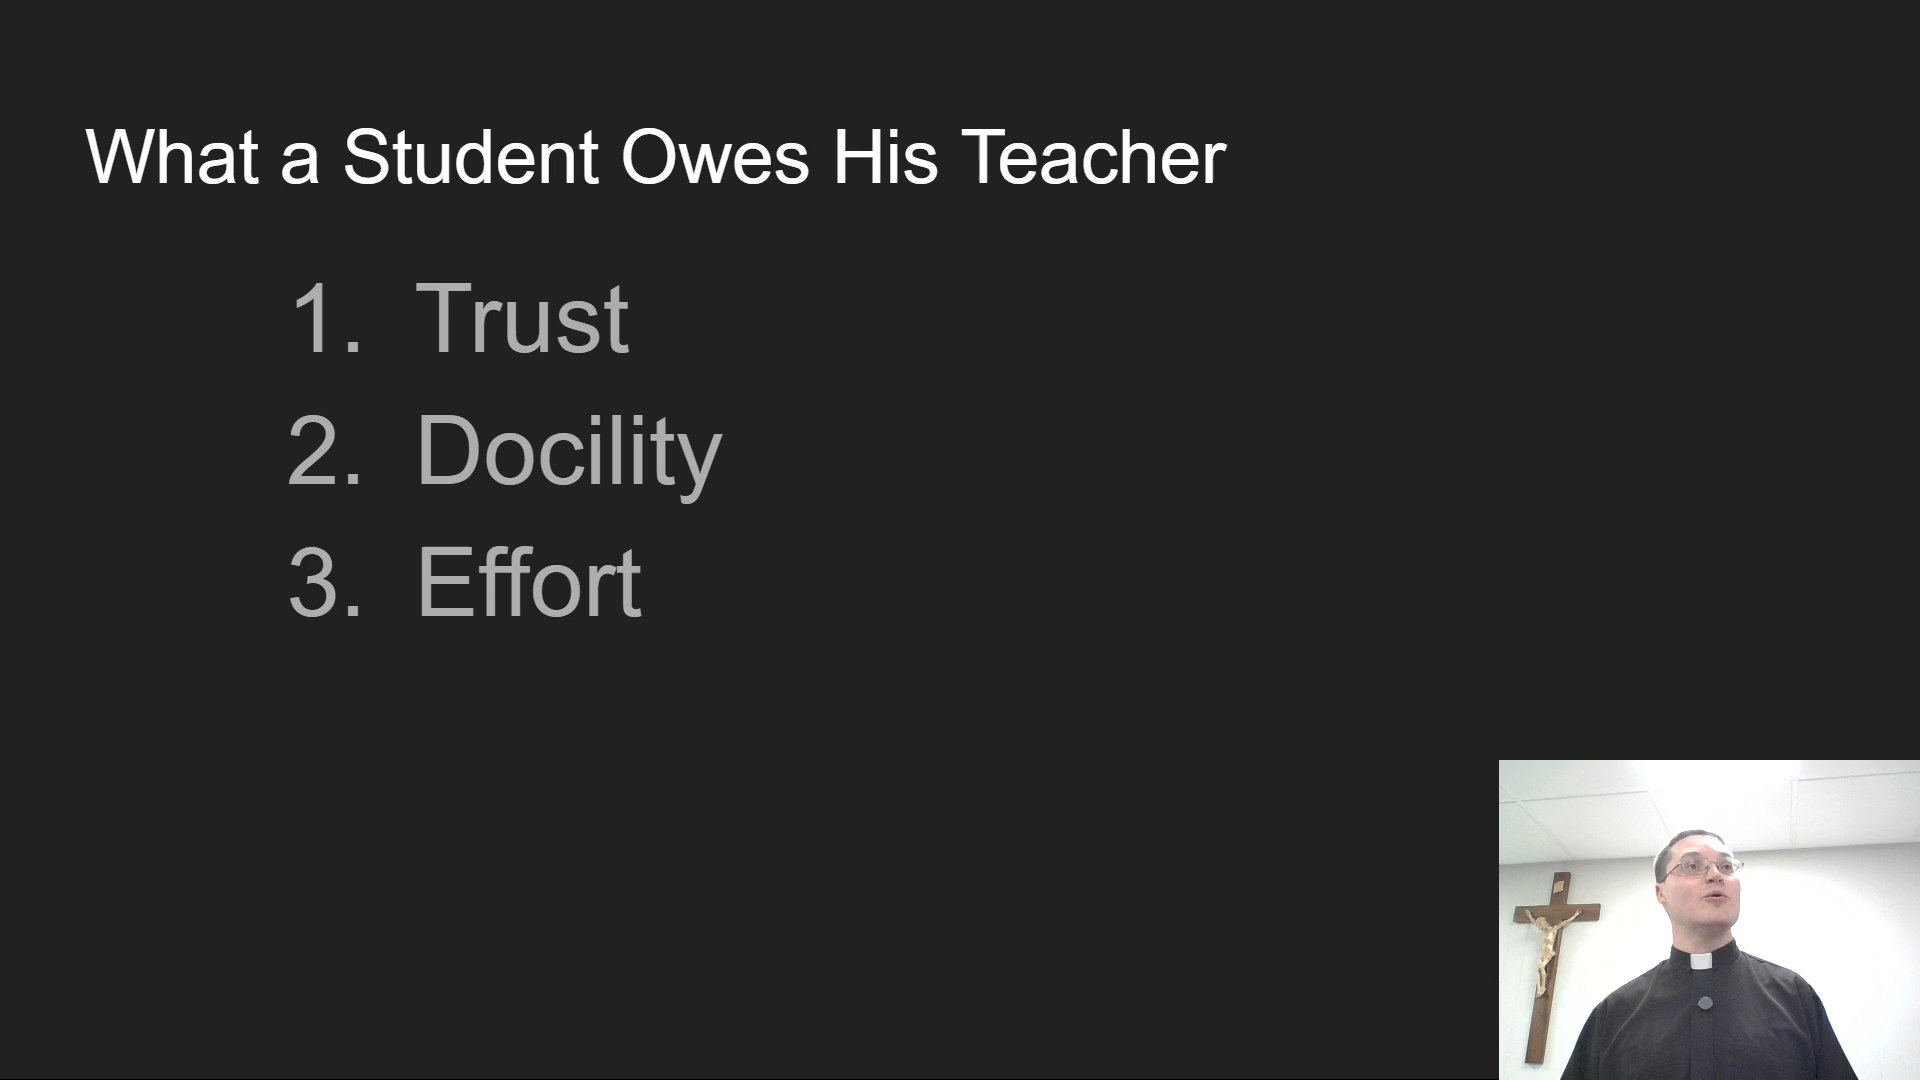 What a Student Owes His Teacher
1. Trust
2. Docility
3. Effort